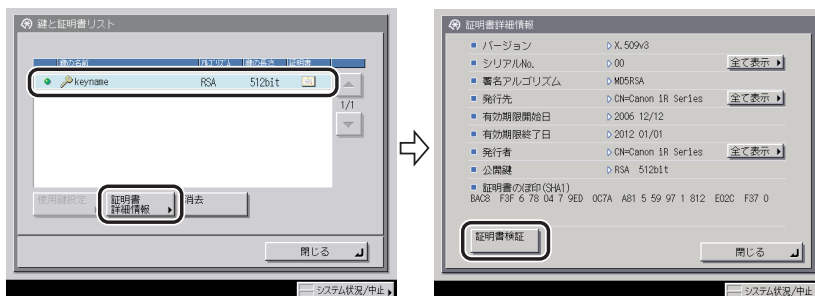 鍵と証明書リスト
鍵の名前 アルゴリズム 鍵の長さ 証明書
keyname RSA 512bit
1/1
使用鍵設定 証明書詳細情報 消去
閉じる
システム状況/中止
証明書詳細情報
バージョン X.509v3
シリアルNo. 00 全て表示
署名アルゴリズム MD5RSA
発行先 CN=Canon iR Series 全て表示
有効期限開始日 2006 12/12
有効期限終了日 2012 01/01
発行者 CN=Canon iR Series 全て表示
公開鍵 RSA 512bit
証明書の拇印(SHA1)
BAC8 F3F 6 78 04 7 9ED 0C7A A81 5 59 97 1 812 E02C F37 0
証明書検証
閉じる
システム状況/中止